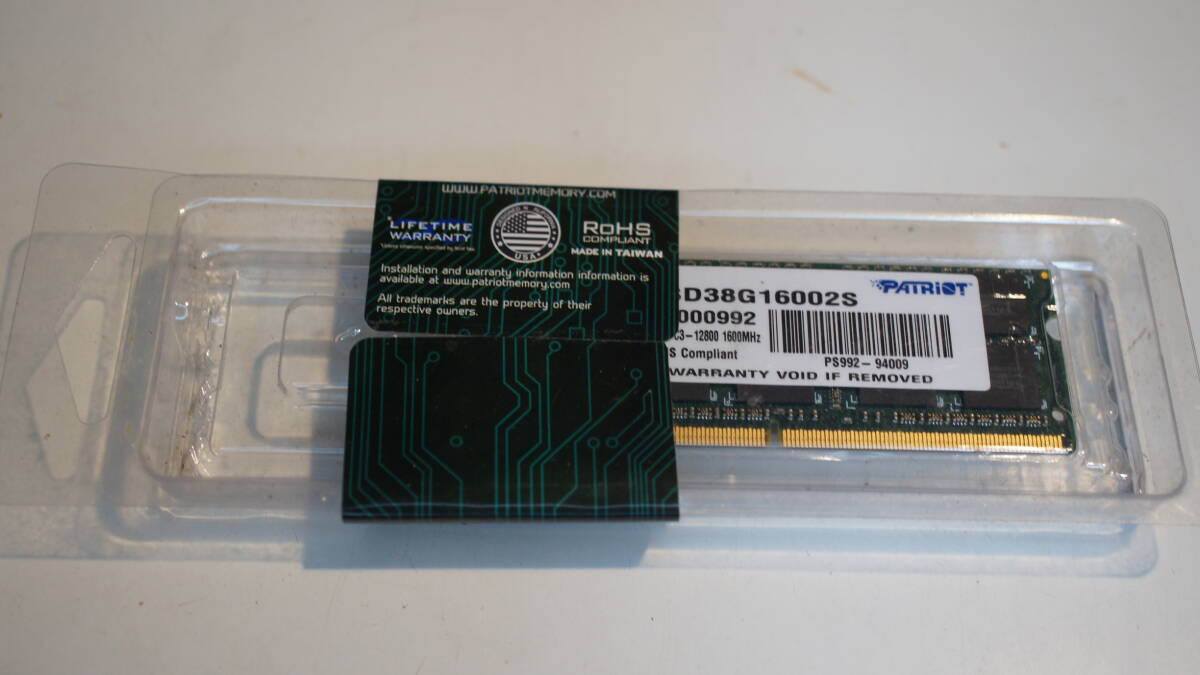 WWW.PATRIOTMEMORY.COM
LIFETIME
WARRANTY
USA
RoHS
COMPLIANT
MADE IN TAIWAN
Installation and warranty information information is
available at www.patriotmemory.com
All trademarks are the property of their
respective owners.
PATRIOT
D38G16002S
000992
C3-12800 1600MHz
S Compliant
PS992-94009
WARRANTY VOID IF REMOVED